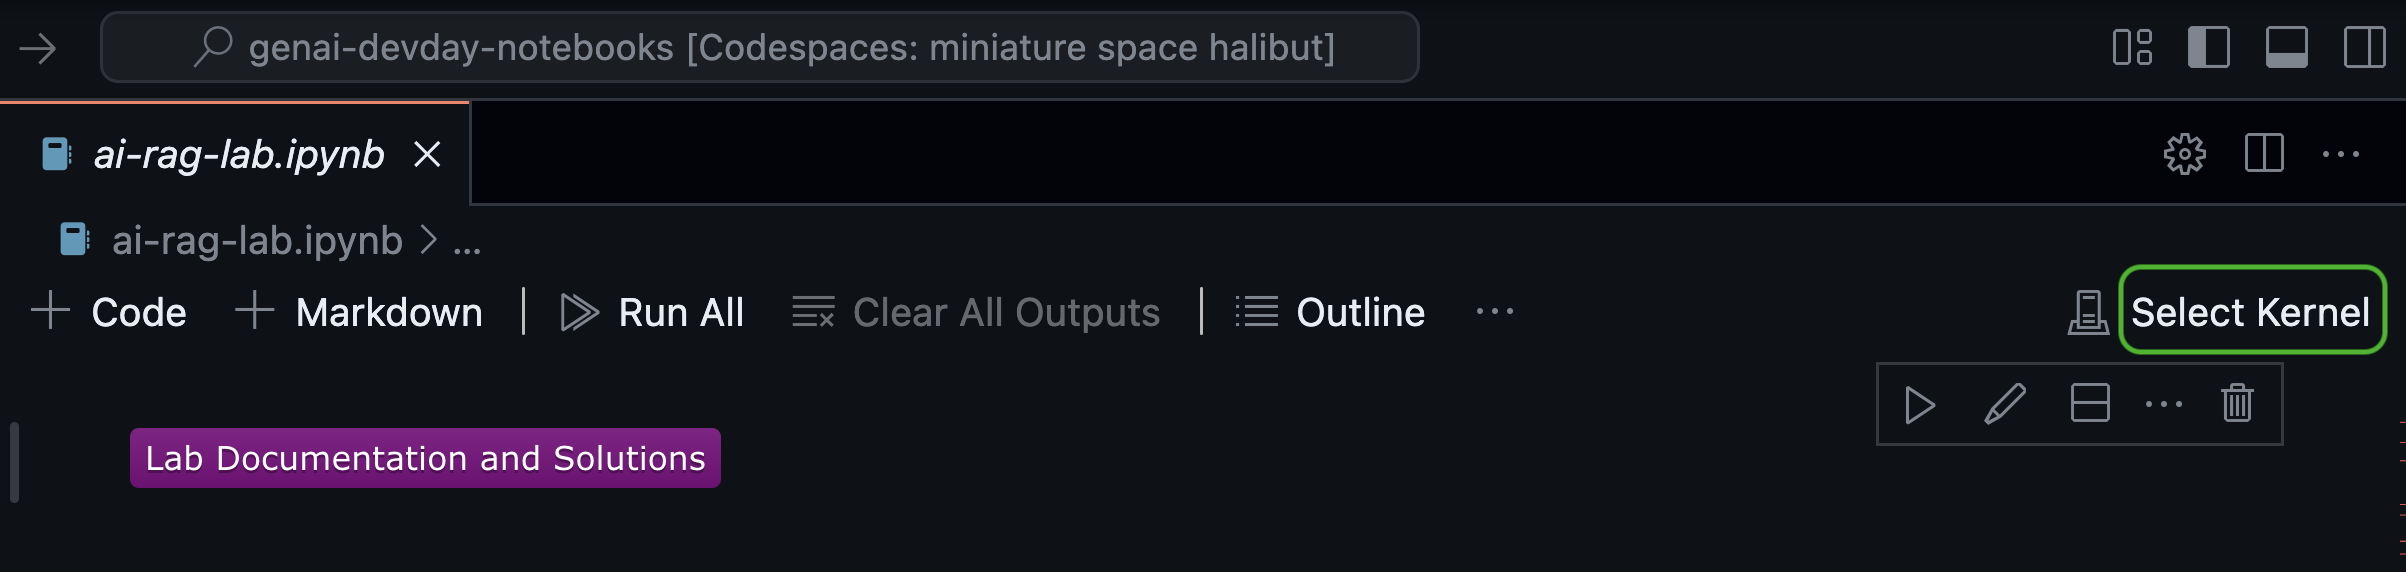 genai-devday-notebooks [Codespaces: miniature space halibut]
ai-rag-lab.ipynb
ai-rag-lab.ipynb > ...
Code Markdown Run All Clear All Outputs Outline ... Select Kernel
Lab Documentation and Solutions